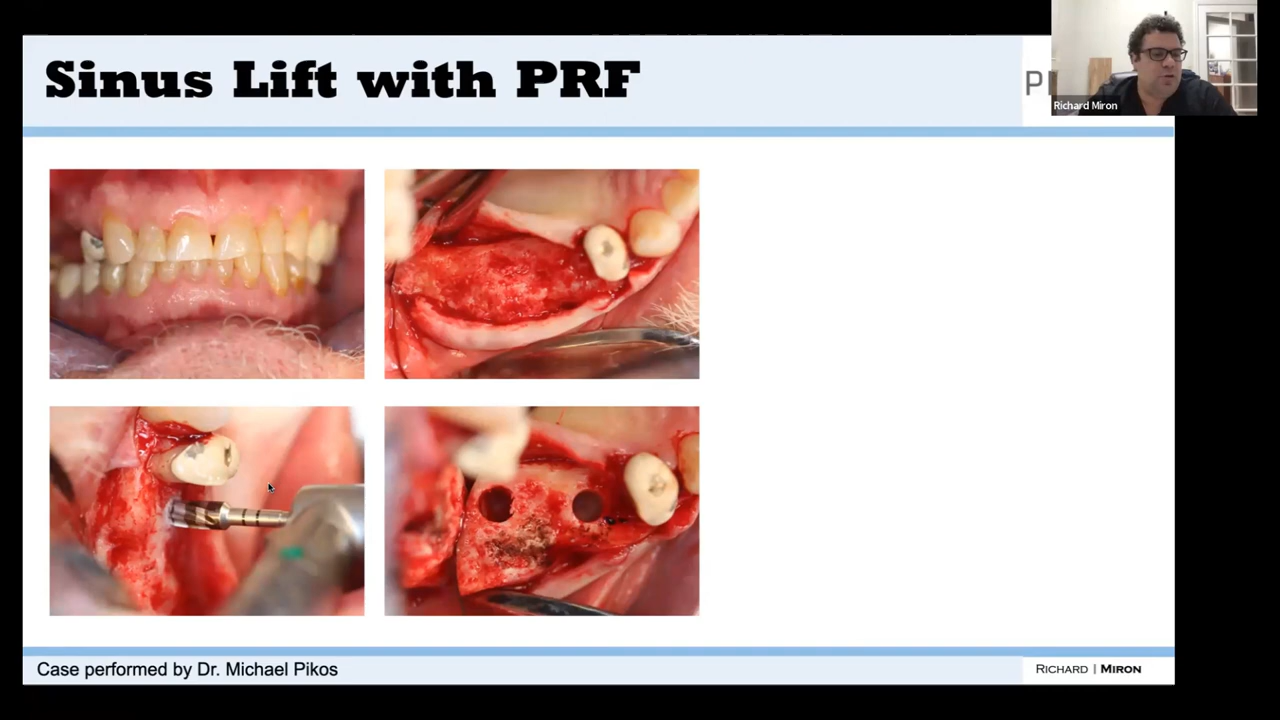 Sinus Lift with PRF
Richard Miron
Case performed by Dr. Michael Pikos
RICHARD | MIRON